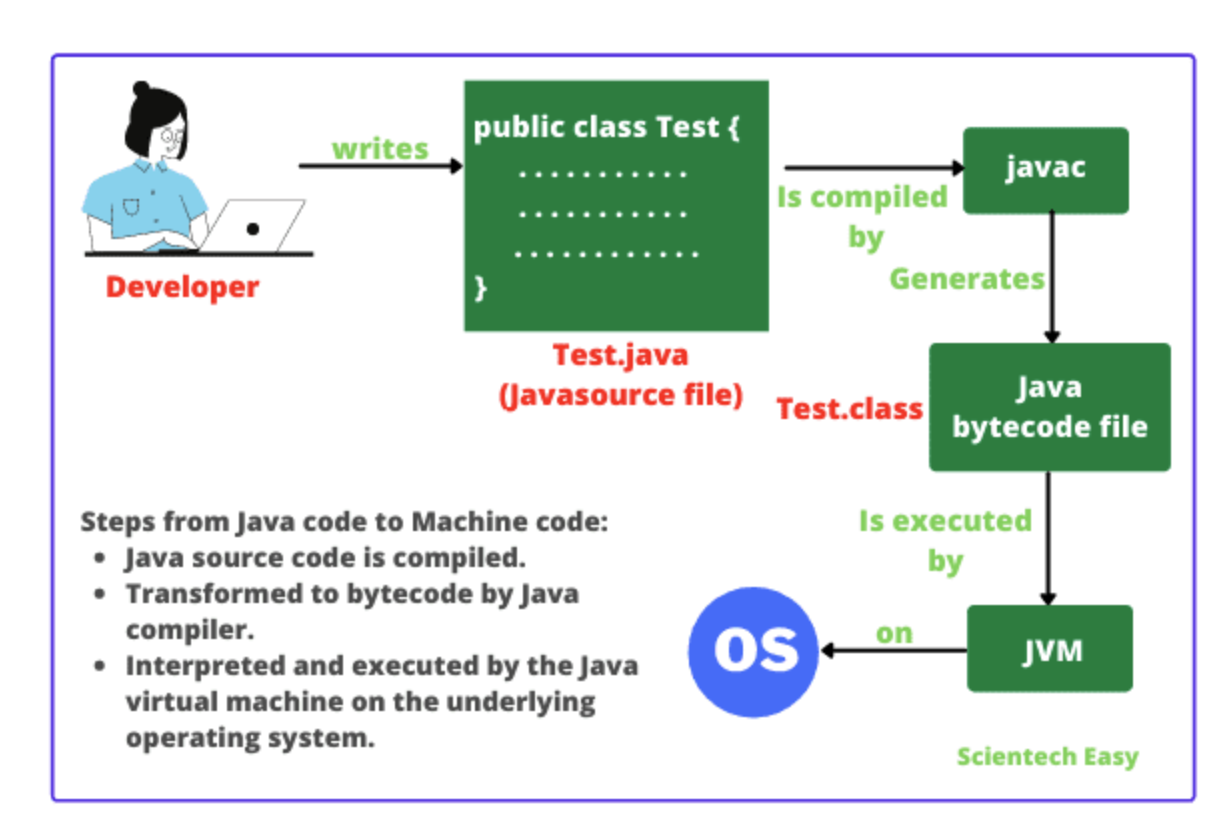 writes
public class Test {
...........
...........
............
}
Is compiled
by
javac
Developer
Generates
Test.java
(Javasource file)
Test.class
Java
bytecode file
Is executed
by
Steps from Java code to Machine code:
• Java source code is compiled.
• Transformed to bytecode by Java
compiler.
• Interpreted and executed by the Java
virtual machine on the underlying
operating system.
OS
on
JVM
Scientech Easy